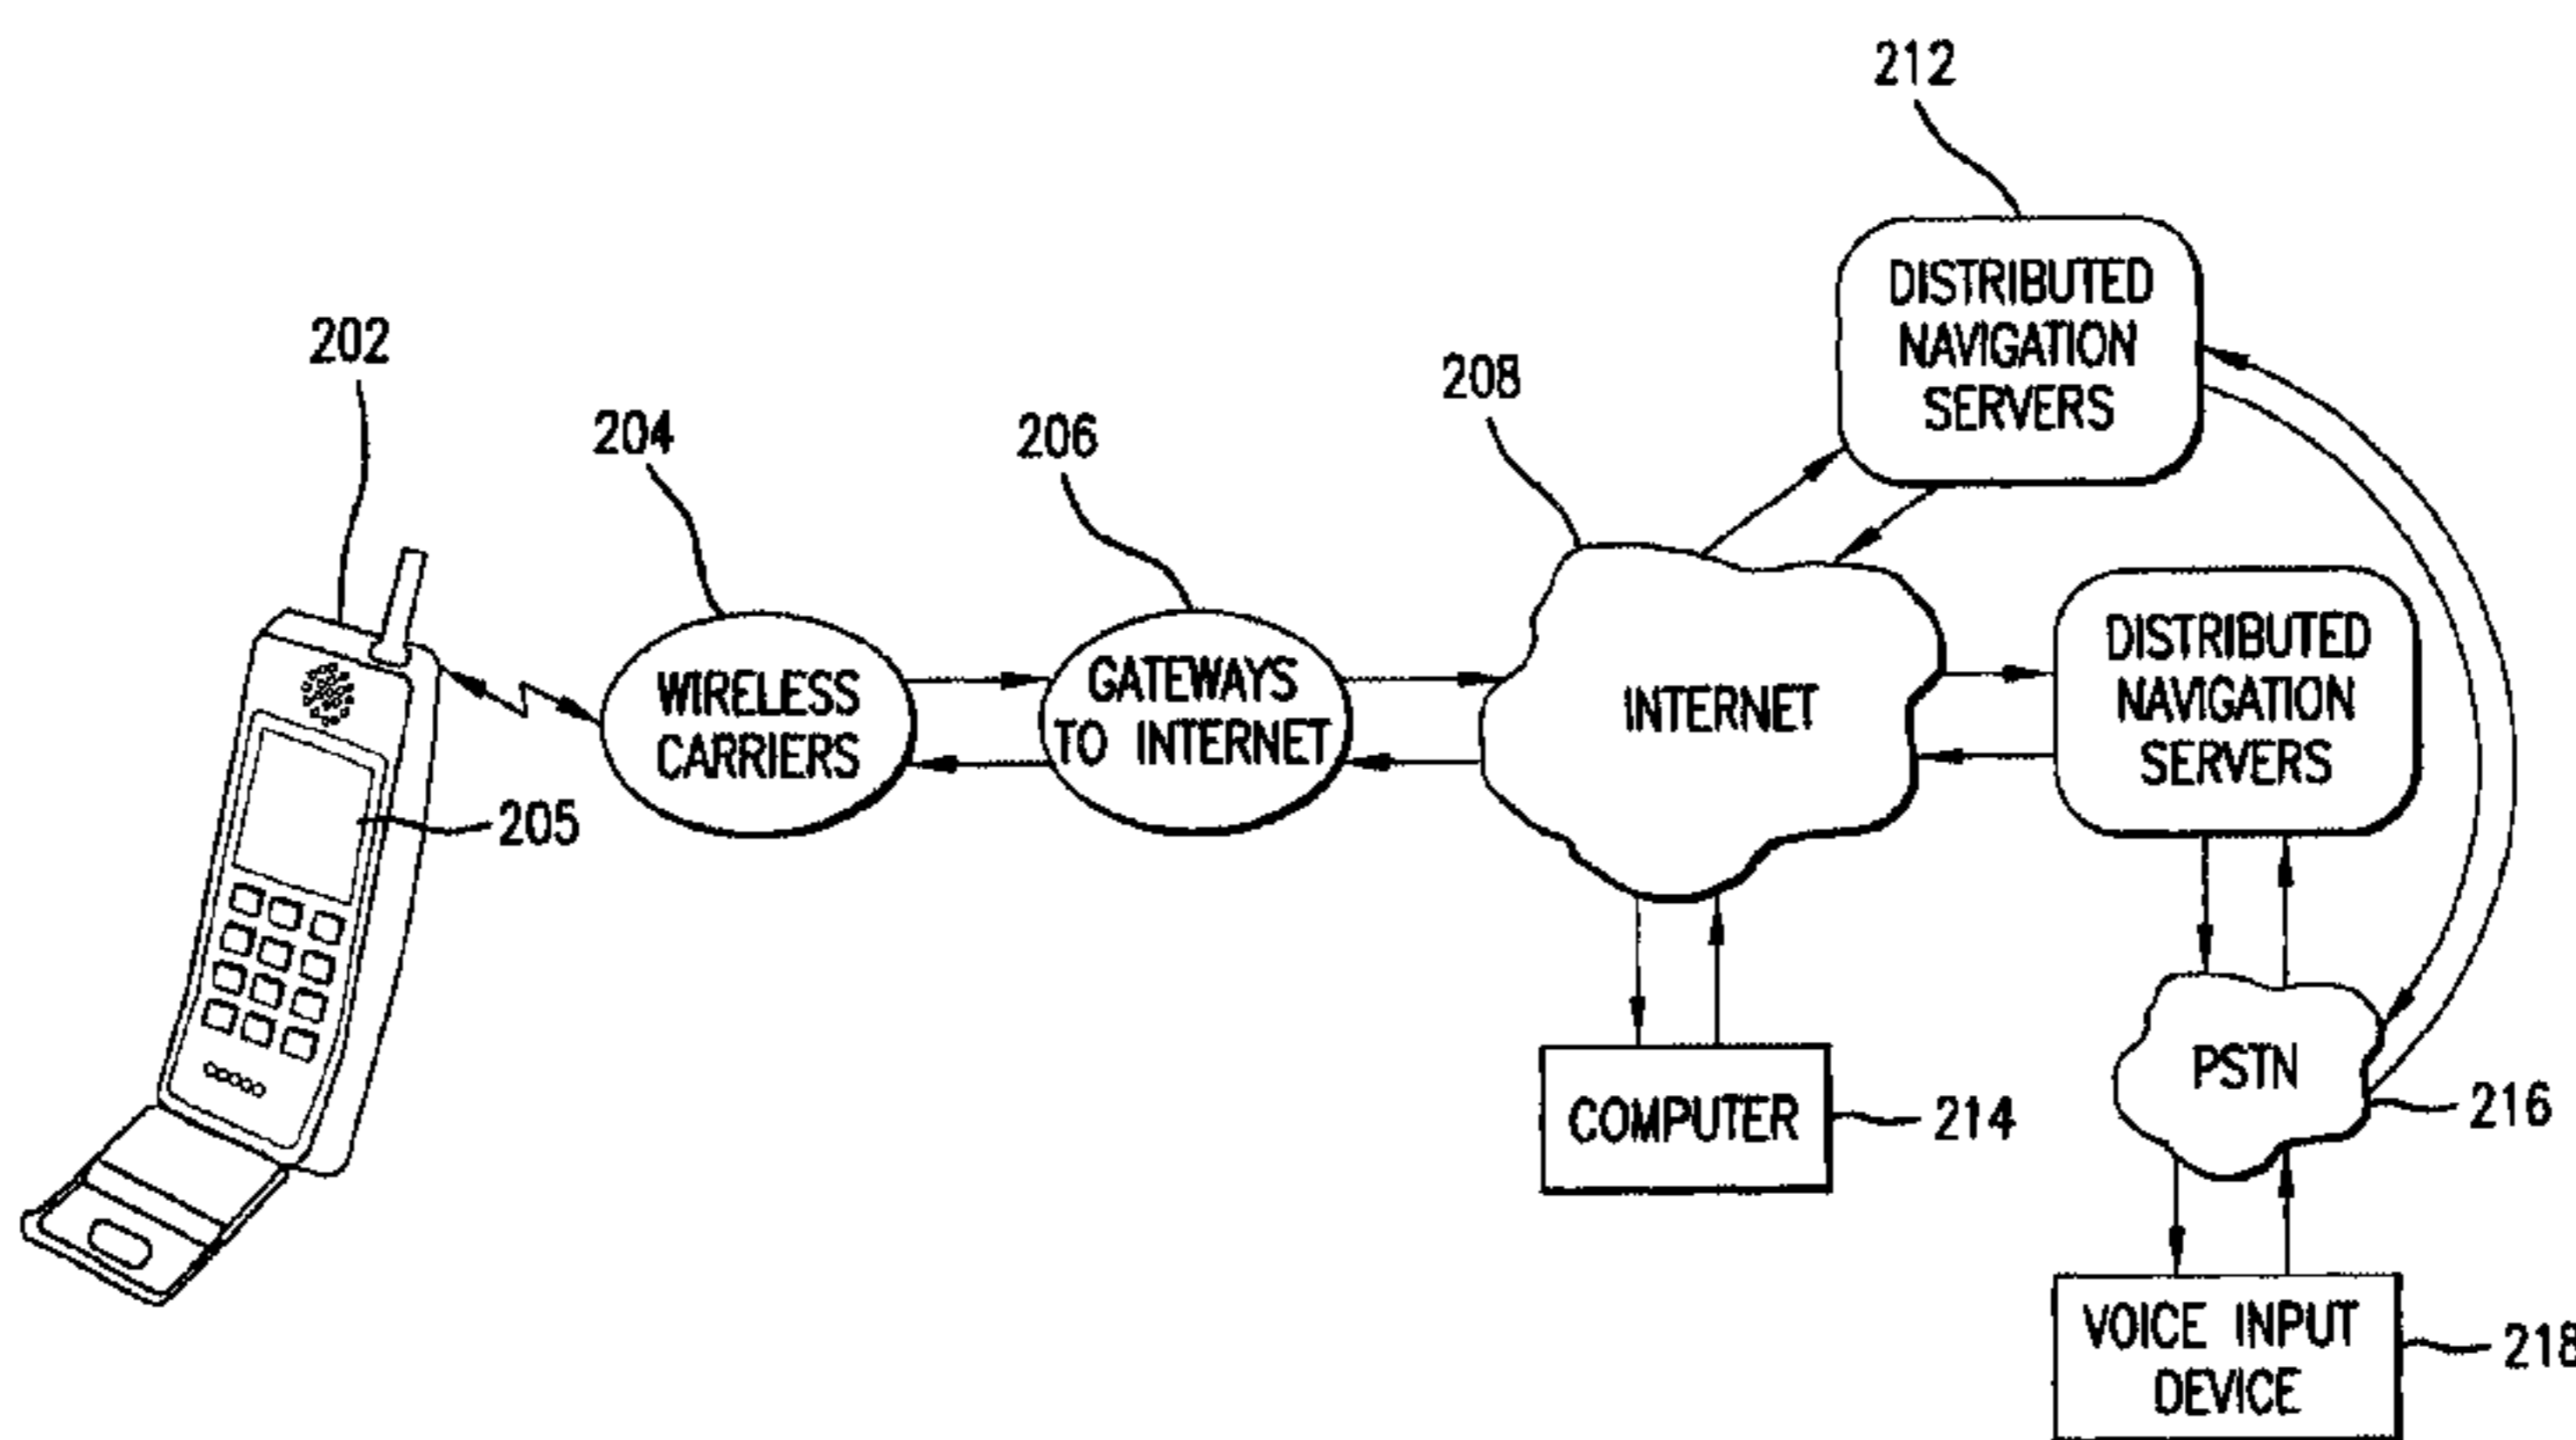 212
DISTRIBUTED
NAVIGATION
SERVERS
202
208
204
206
DISTRIBUTED
NAVIGATION
SERVERS
WIRELESS
CARRIERS
GATEWAYS
TO INTERNET
INTERNET
205
PSTN
COMPUTER
214
216
VOICE INPUT
DEVICE
218